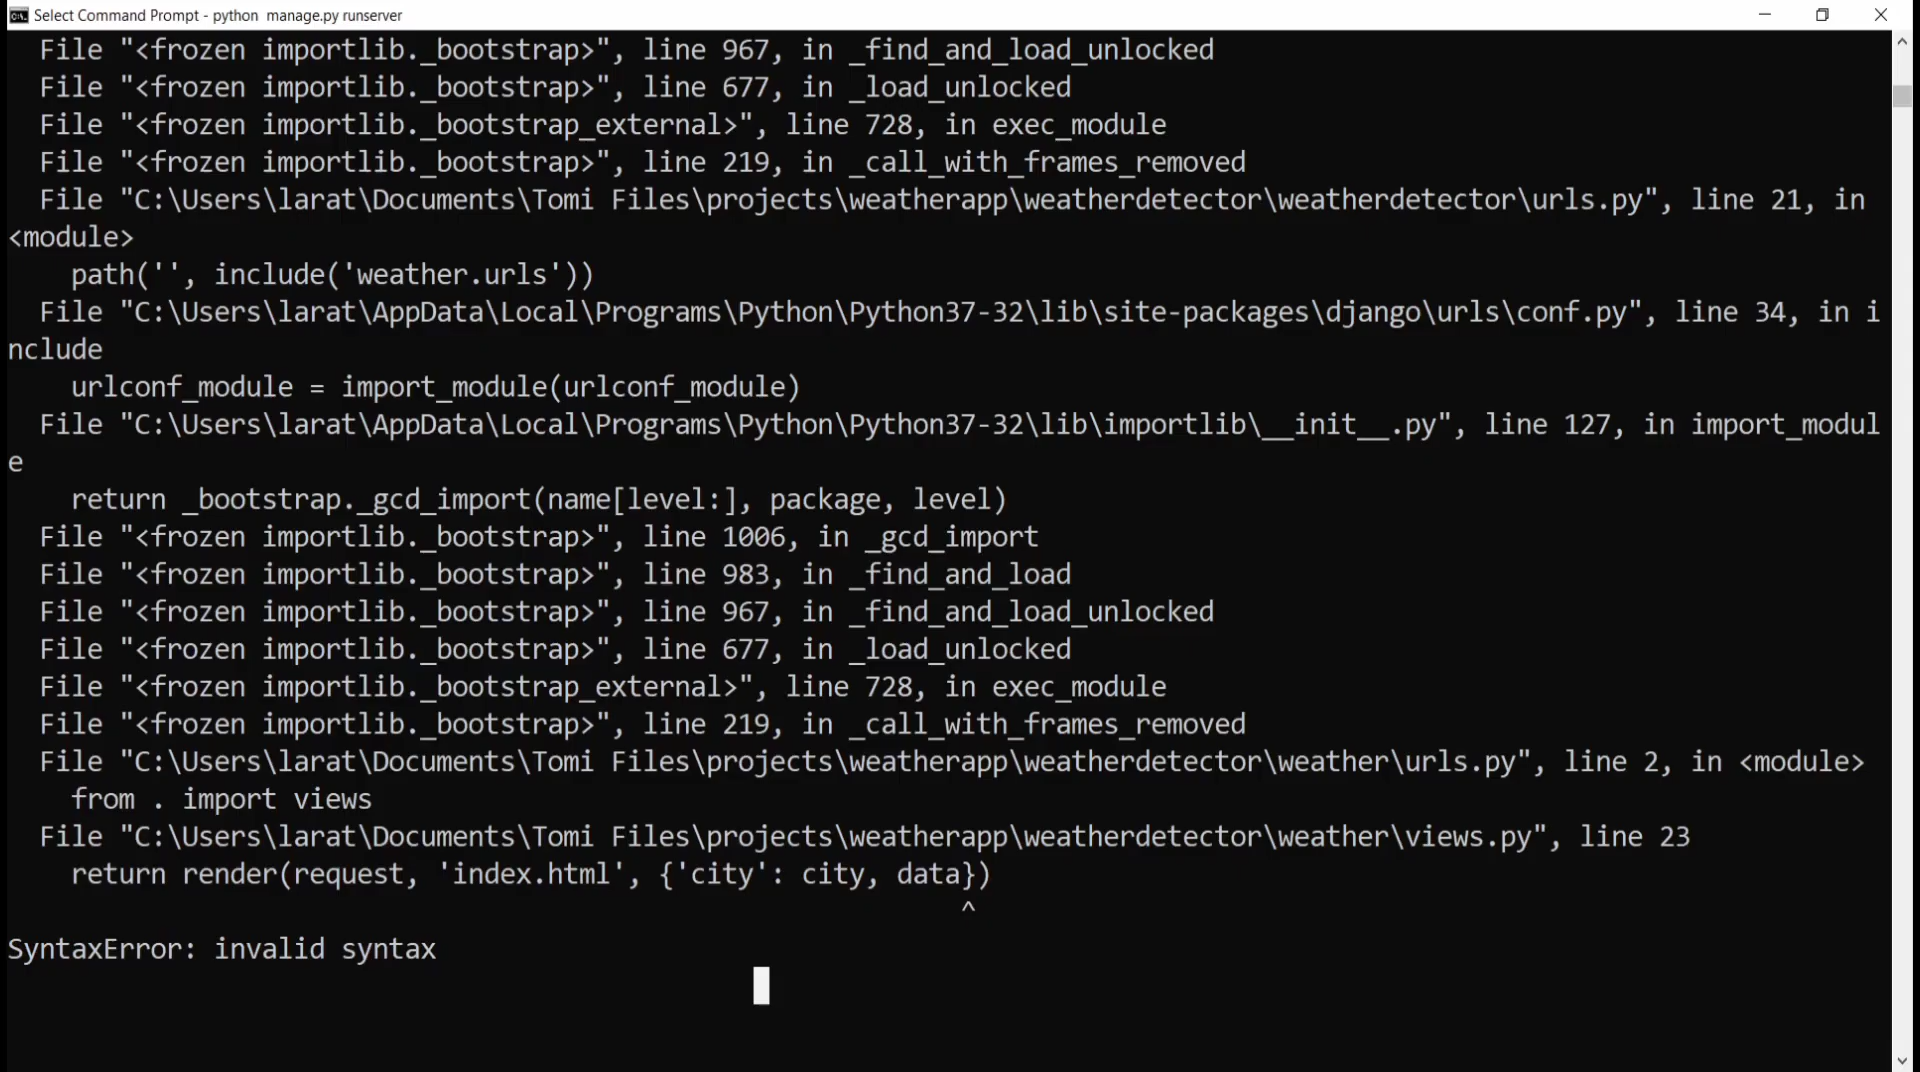 Select Command Prompt - python  manage.py runserver
  File "<frozen importlib._bootstrap>", line 967, in _find_and_load_unlocked
  File "<frozen importlib._bootstrap>", line 677, in _load_unlocked
  File "<frozen importlib._bootstrap_external>", line 728, in exec_module
  File "<frozen importlib._bootstrap>", line 219, in _call_with_frames_removed
  File "C:\Users\larat\Documents\Tomi Files\projects\weatherapp\weatherdetector\weatherdetector\urls.py", line 21, in
<module>
    path('', include('weather.urls'))
  File "C:\Users\larat\AppData\Local\Programs\Python\Python37-32\lib\site-packages\django\urls\conf.py", line 34, in i
nclude
    urlconf_module = import_module(urlconf_module)
  File "C:\Users\larat\AppData\Local\Programs\Python\Python37-32\lib\importlib\__init__.py", line 127, in import_modul
e
    return _bootstrap._gcd_import(name[level:], package, level)
  File "<frozen importlib._bootstrap>", line 1006, in _gcd_import
  File "<frozen importlib._bootstrap>", line 983, in _find_and_load
  File "<frozen importlib._bootstrap>", line 967, in _find_and_load_unlocked
  File "<frozen importlib._bootstrap>", line 677, in _load_unlocked
  File "<frozen importlib._bootstrap_external>", line 728, in exec_module
  File "<frozen importlib._bootstrap>", line 219, in _call_with_frames_removed
  File "C:\Users\larat\Documents\Tomi Files\projects\weatherapp\weatherdetector\weather\urls.py", line 2, in <module>
    from . import views
  File "C:\Users\larat\Documents\Tomi Files\projects\weatherapp\weatherdetector\weather\views.py", line 23
    return render(request, 'index.html', {'city': city, data})
                                                            ^
SyntaxError: invalid syntax